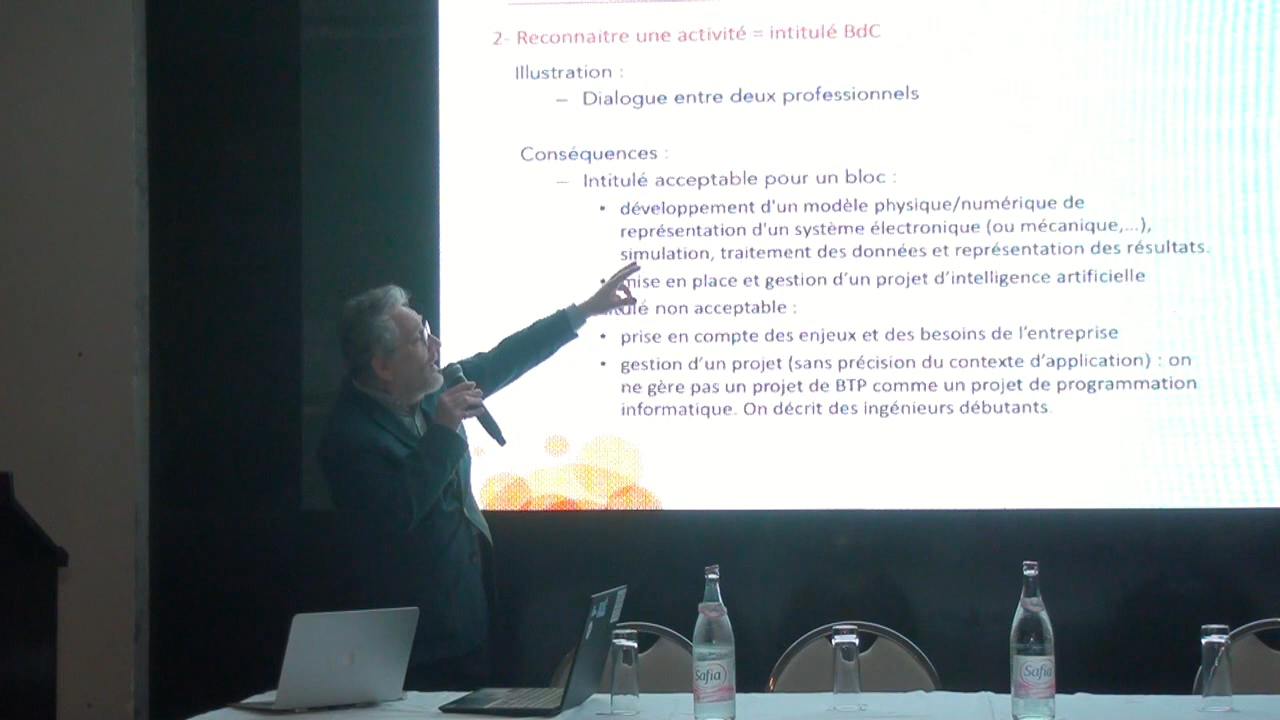 2- Reconnaitre une activité = intitulé BdC
Illustration :
– Dialogue entre deux professionnels
Conséquences :
– Intitulé acceptable pour un bloc :
• développement d'un modèle physique/numérique de
représentation d'un système électronique (ou mécanique,...),
simulation, traitement des données et représentation des résultats.
• mise en place et gestion d'un projet d'intelligence artificielle
non acceptable :
• prise en compte des enjeux et des besoins de l'entreprise
• gestion d'un projet (sans précision du contexte d'application) : on
ne gère pas un projet de BTP comme un projet de programmation
informatique. On décrit des ingénieurs débutants.
Safia
Safia